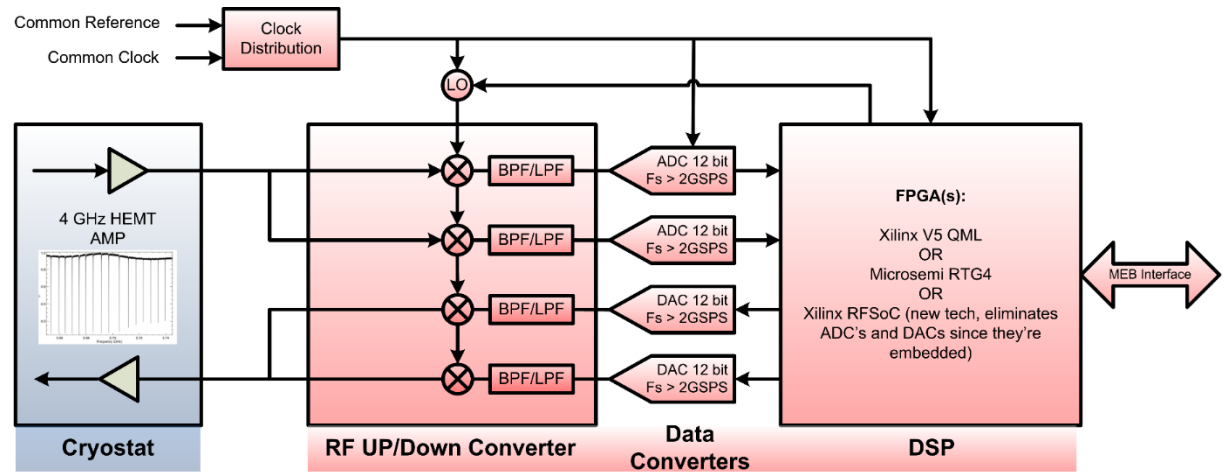 Common Reference
Common Clock
Clock
Distribution
LO
4 GHz HEMT
AMP
Frequency (GHz)
BPF/LPF
ADC 12 bit
Fs > 2GSPS
BPF/LPF
ADC 12 bit
Fs > 2GSPS
BPF/LPF
DAC 12 bit
Fs > 2GSPS
BPF/LPF
DAC 12 bit
Fs > 2GSPS
FPGA(s):
Xilinx V5 QML
OR
Microsemi RTG4
OR
Xilinx RFSoC (new tech, eliminates
ADC's and DACs since they're
embedded)
MEB Interface
Cryostat
RF UP/Down Converter
Data
Converters
DSP